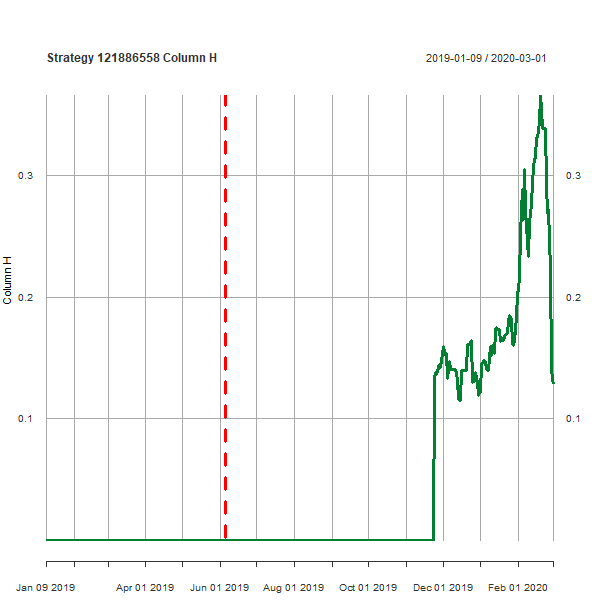 Strategy 121886558 Column H 2019-01-09 / 2020-03-01
0.3 0.3
Column H
0.2 0.2
0.1 0.1
Jan 09 2019 Apr 01 2019 Jun 01 2019 Aug 01 2019 Oct 01 2019 Dec 01 2019 Feb 01 2020